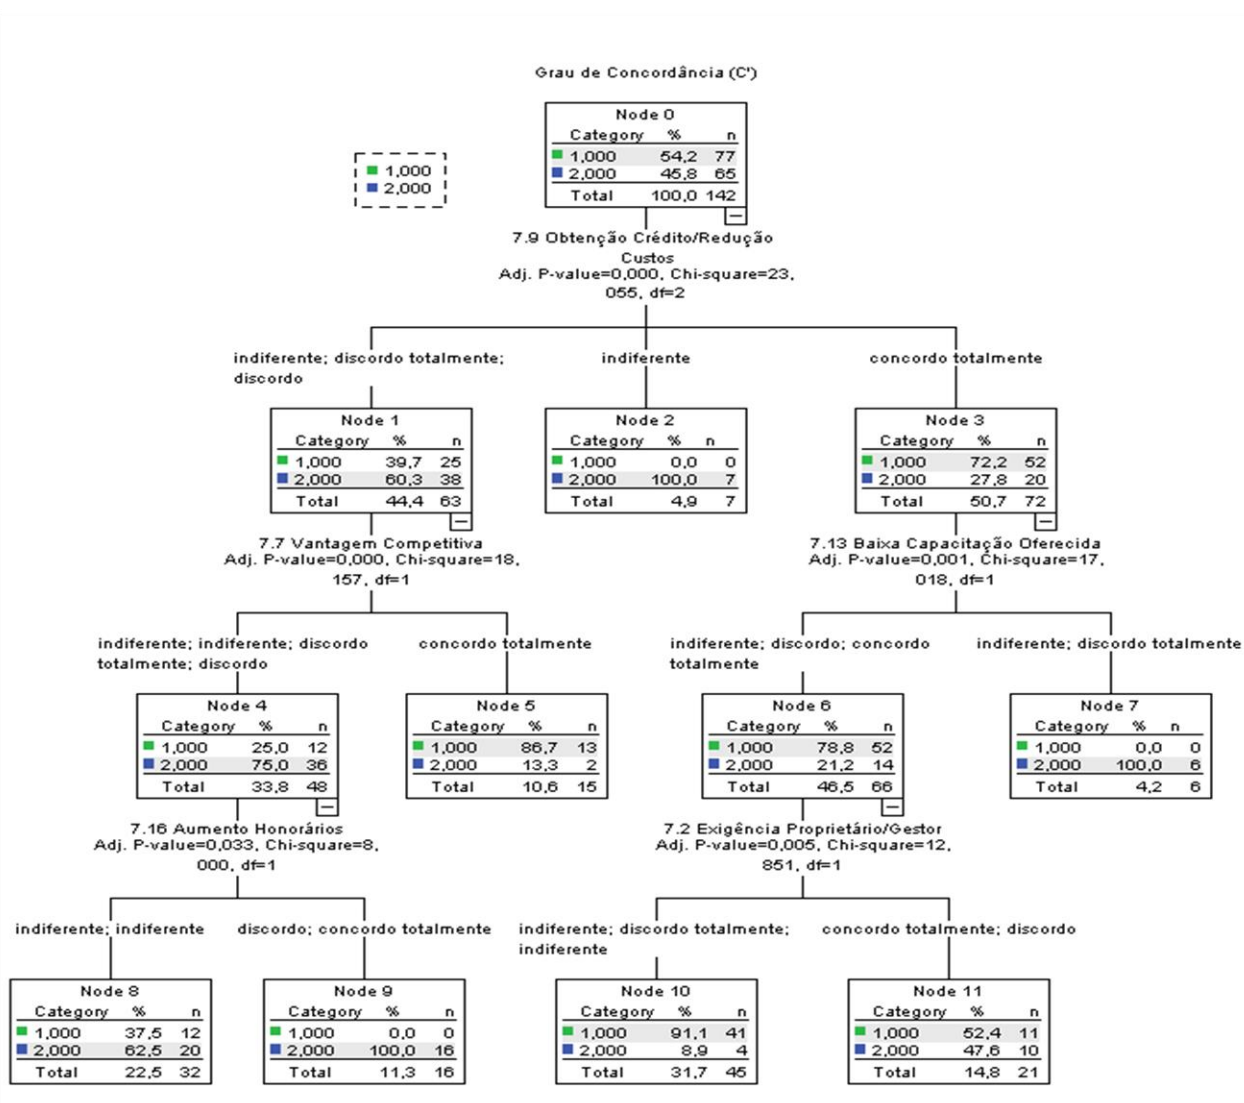 Grau de Concordância (C')
Node 0
Category % n
1,000 54,2 77
2,000 45,8 65
Total 100,0 142
1,000
2,000
7.9 Obtenção Crédito/Redução
Custos
Adj. P-value=0,000, Chi-square=23,
055, df=2
indiferente; discordo totalmente;
discordo
indiferente
concordo totalmente
Node 1
Category % n
1,000 39,7 25
2,000 60,3 38
Total 44,4 63
Node 2
Category % n
1,000 0,0 0
2,000 100,0 7
Total 4,9 7
Node 3
Category % n
1,000 72,2 52
2,000 27,8 20
Total 50,7 72
7.7 Vantagem Competitiva
Adj. P-value=0,000, Chi-square=18,
157, df=1
7.13 Baixa Capacitação Oferecida
Adj. P-value=0,001, Chi-square=17,
018, df=1
indiferente; indiferente; discordo
totalmente; discordo
concordo totalmente
indiferente; discordo; concordo
totalmente
indiferente; discordo totalmente
Node 4
Category % n
1,000 25,0 12
2,000 75,0 36
Total 33,8 48
Node 5
Category % n
1,000 86,7 13
2,000 13,3 2
Total 10,6 15
Node 6
Category % n
1,000 78,8 52
2,000 21,2 14
Total 46,5 66
Node 7
Category % n
1,000 0,0 0
2,000 100,0 6
Total 4,2 6
7.16 Aumento Honorários
Adj. P-value=0,033, Chi-square=8,
000, df=1
7.2 Exigência Proprietário/Gestor
Adj. P-value=0,005, Chi-square=12,
851, df=1
indiferente; indiferente
discordo; concordo totalmente
indiferente; discordo totalmente;
indiferente
concordo totalmente; discordo
Node 8
Category % n
1,000 37,5 12
2,000 62,5 20
Total 22,5 32
Node 9
Category % n
1,000 0,0 0
2,000 100,0 16
Total 11,3 16
Node 10
Category % n
1,000 91,1 41
2,000 8,9 4
Total 31,7 45
Node 11
Category % n
1,000 52,4 11
2,000 47,6 10
Total 14,8 21